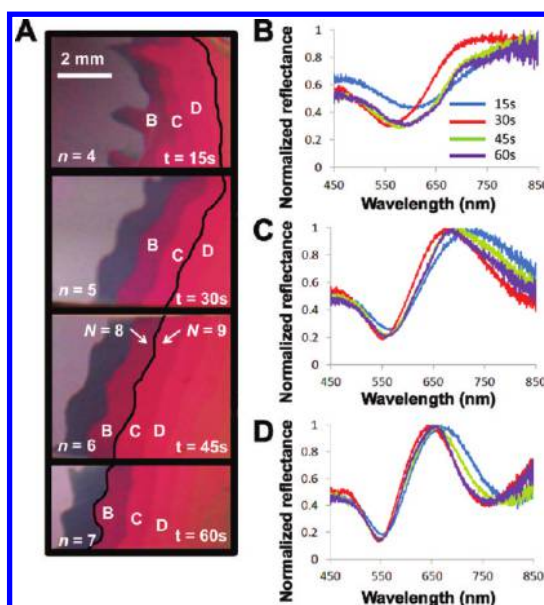 A
2 mm
B
C
D
n = 4
t = 15s
B
C
D
n = 5
t = 30s
N = 8
N = 9
B
C
D
n = 6
t = 45s
B
C
D
n = 7
t = 60s
B
Normalized reflectance
1
0.8
0.6
0.4
0.2
0
15s
30s
45s
60s
450 550 650 750 850
Wavelength (nm)
C
Normalized reflectance
1
0.8
0.6
0.4
0.2
0
450 550 650 750 850
Wavelength (nm)
D
Normalized reflectance
1
0.8
0.6
0.4
0.2
0
450 550 650 750 850
Wavelength (nm)